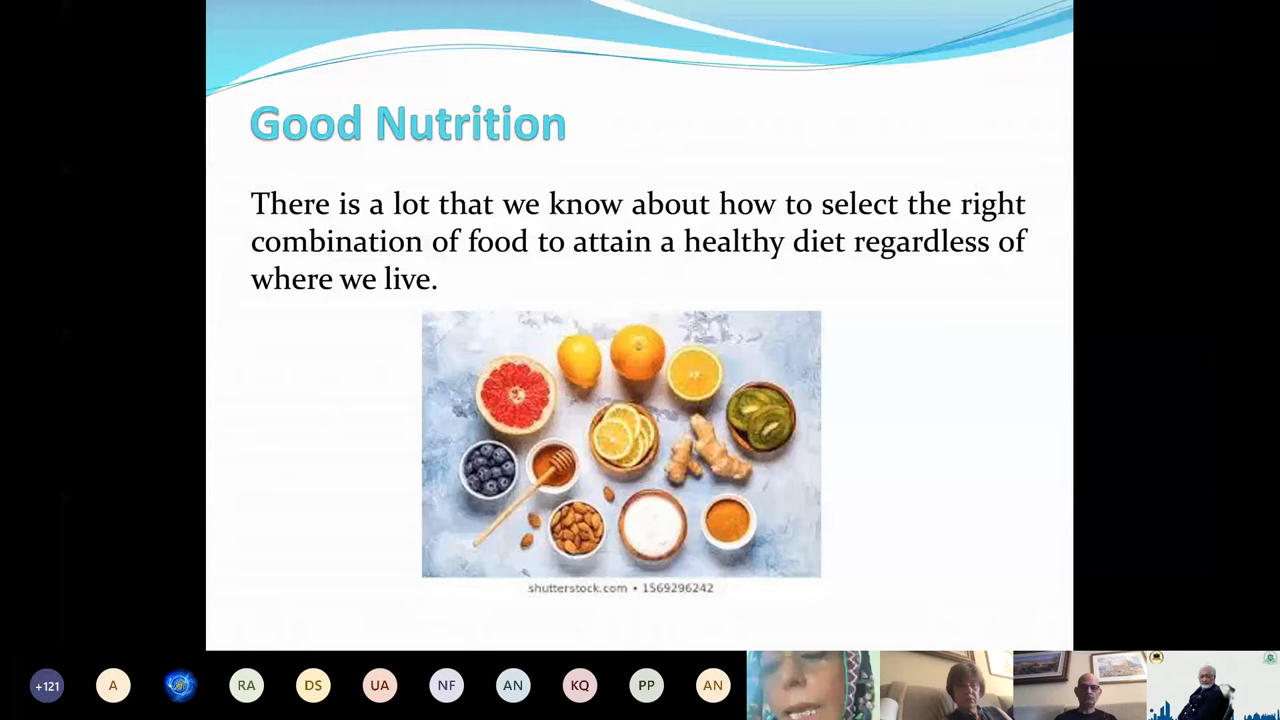 Good Nutrition
There is a lot that we know about how to select the right
combination of food to attain a healthy diet regardless of
where we live.
shutterstock.com • 1569296242
+121
A
RA
DS
UA
NF
AN
KQ
PP
AN